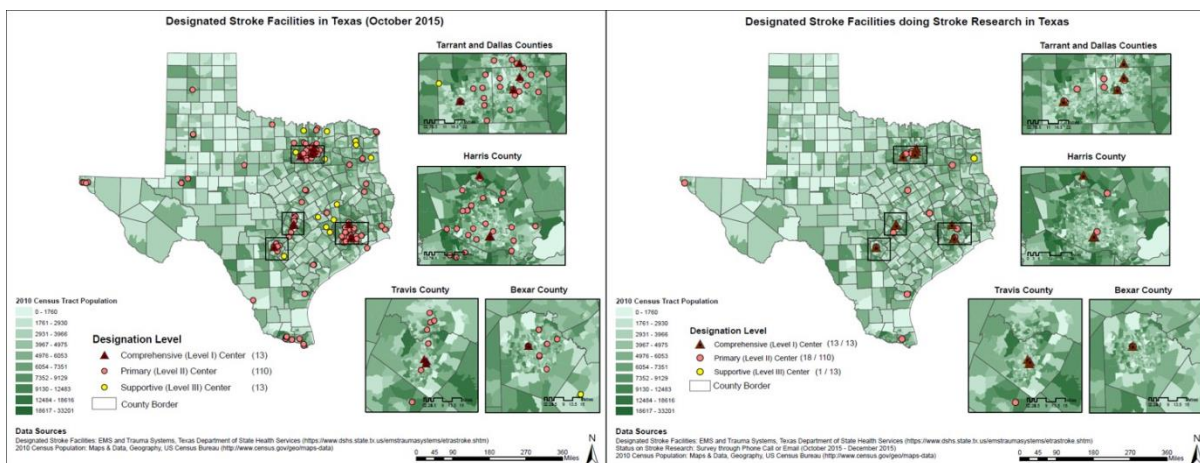 Designated Stroke Facilities in Texas (October 2015)
Tarrant and Dallas Counties
Harris County
Travis County
Bexar County
2010 Census Tract Population
0 - 1760
1761 - 2930
2931 - 3966
3967 - 4975
4976 - 6053
6054 - 7351
7352 - 9129
9130 - 12483
12484 - 18616
18617 - 33201
Designation Level
Comprehensive (Level I) Center (13)
Primary (Level II) Center (110)
Supportive (Level III) Center (13)
County Border
Data Sources
Designated Stroke Facilities: EMS and Trauma Systems, Texas Department of State Health Services (https://www.dshs.state.tx.us/emstraumasystems/etrastroke.shtm)
2010 Census Population: Maps & Data, Geography, US Census Bureau (http://www.census.gov/geo/maps-data)
0 45 90 180 270 360
Miles
N
Designated Stroke Facilities doing Stroke Research in Texas
Tarrant and Dallas Counties
Harris County
Travis County
Bexar County
2010 Census Tract Population
0 - 1760
1761 - 2930
2931 - 3966
3967 - 4975
4976 - 6053
6054 - 7351
7352 - 9129
9130 - 12483
12484 - 18616
18617 - 33201
Designation Level
Comprehensive (Level I) Center (13 / 13)
Primary (Level II) Center (18 / 110)
Supportive (Level III) Center (1 / 13)
County Border
Data Sources
Designated Stroke Facilities: EMS and Trauma Systems, Texas Department of State Health Services (https://www.dshs.state.tx.us/emstraumasystems/etrastroke.shtm)
Status on Stroke Research: Survey through Phone Call or Email (October 2015 - December 2015)
2010 Census Population: Maps & Data, Geography, US Census Bureau (http://www.census.gov/geo/maps-data)
0 45 90 180 270 360
Miles
N